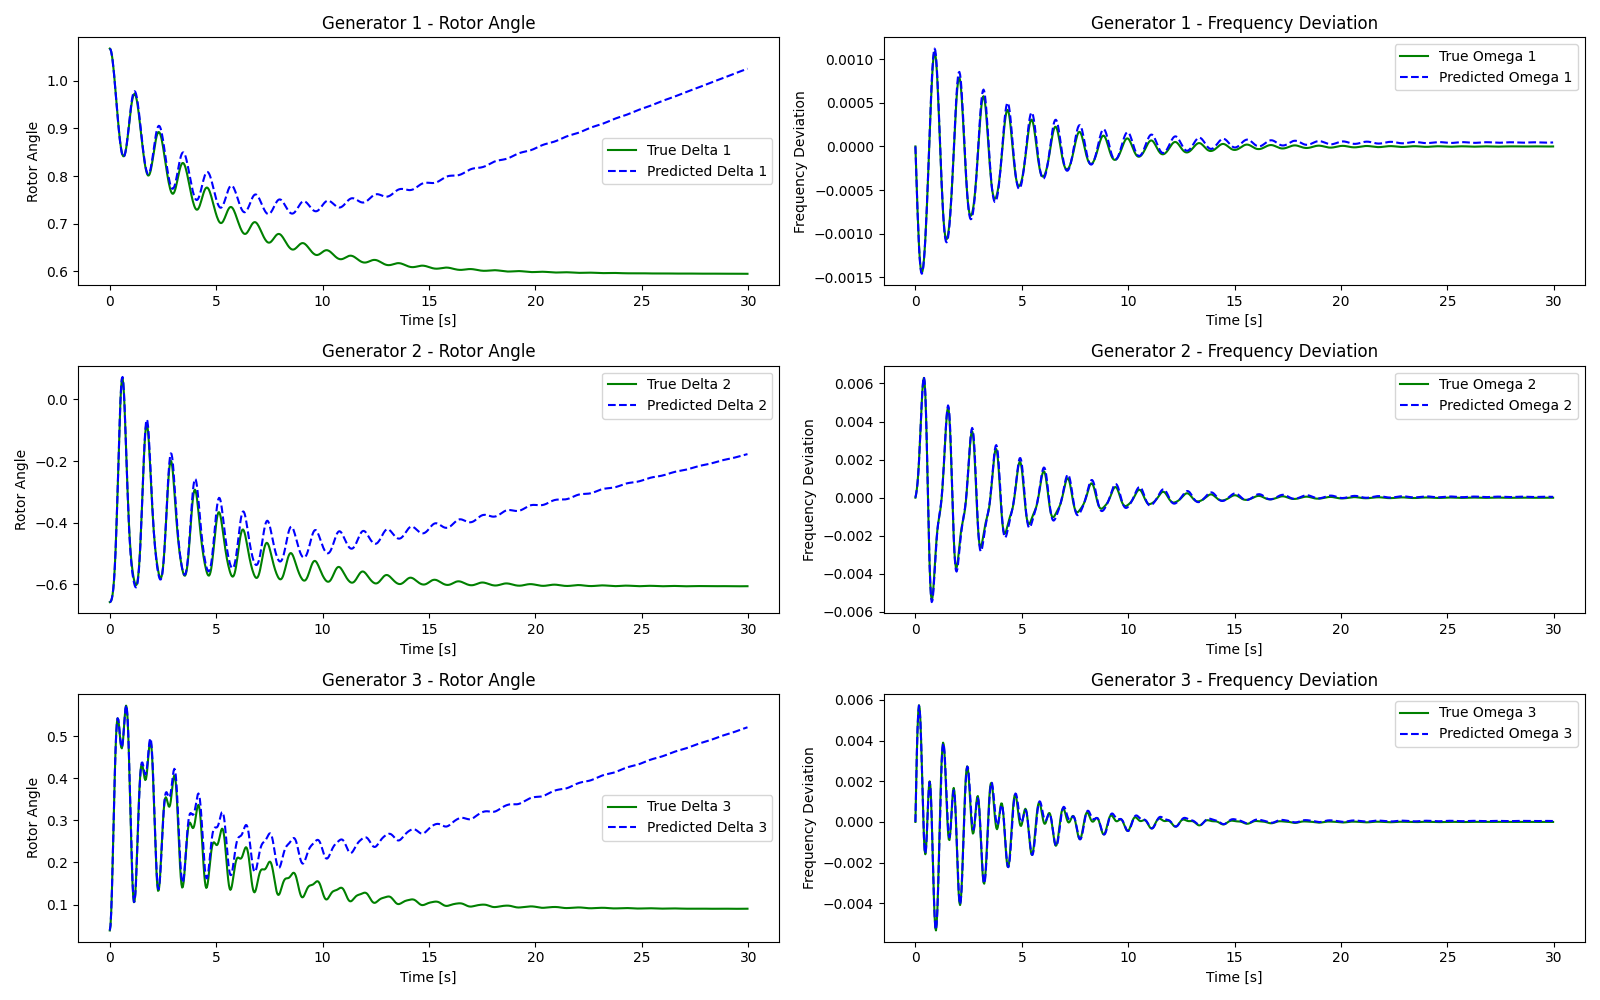 Generator 1 - Rotor Angle
Rotor Angle
1.0
0.9
0.8
0.7
0.6
True Delta 1
Predicted Delta 1
0 5 10 15 20 25 30
Time [s]
Generator 1 - Frequency Deviation
Frequency Deviation
0.0010
0.0005
0.0000
−0.0005
−0.0010
−0.0015
True Omega 1
Predicted Omega 1
0 5 10 15 20 25 30
Time [s]
Generator 2 - Rotor Angle
Rotor Angle
0.0
−0.2
−0.4
−0.6
True Delta 2
Predicted Delta 2
0 5 10 15 20 25 30
Time [s]
Generator 2 - Frequency Deviation
Frequency Deviation
0.006
0.004
0.002
0.000
−0.002
−0.004
−0.006
True Omega 2
Predicted Omega 2
0 5 10 15 20 25 30
Time [s]
Generator 3 - Rotor Angle
Rotor Angle
0.5
0.4
0.3
0.2
0.1
True Delta 3
Predicted Delta 3
0 5 10 15 20 25 30
Time [s]
Generator 3 - Frequency Deviation
Frequency Deviation
0.006
0.004
0.002
0.000
−0.002
−0.004
True Omega 3
Predicted Omega 3
0 5 10 15 20 25 30
Time [s]